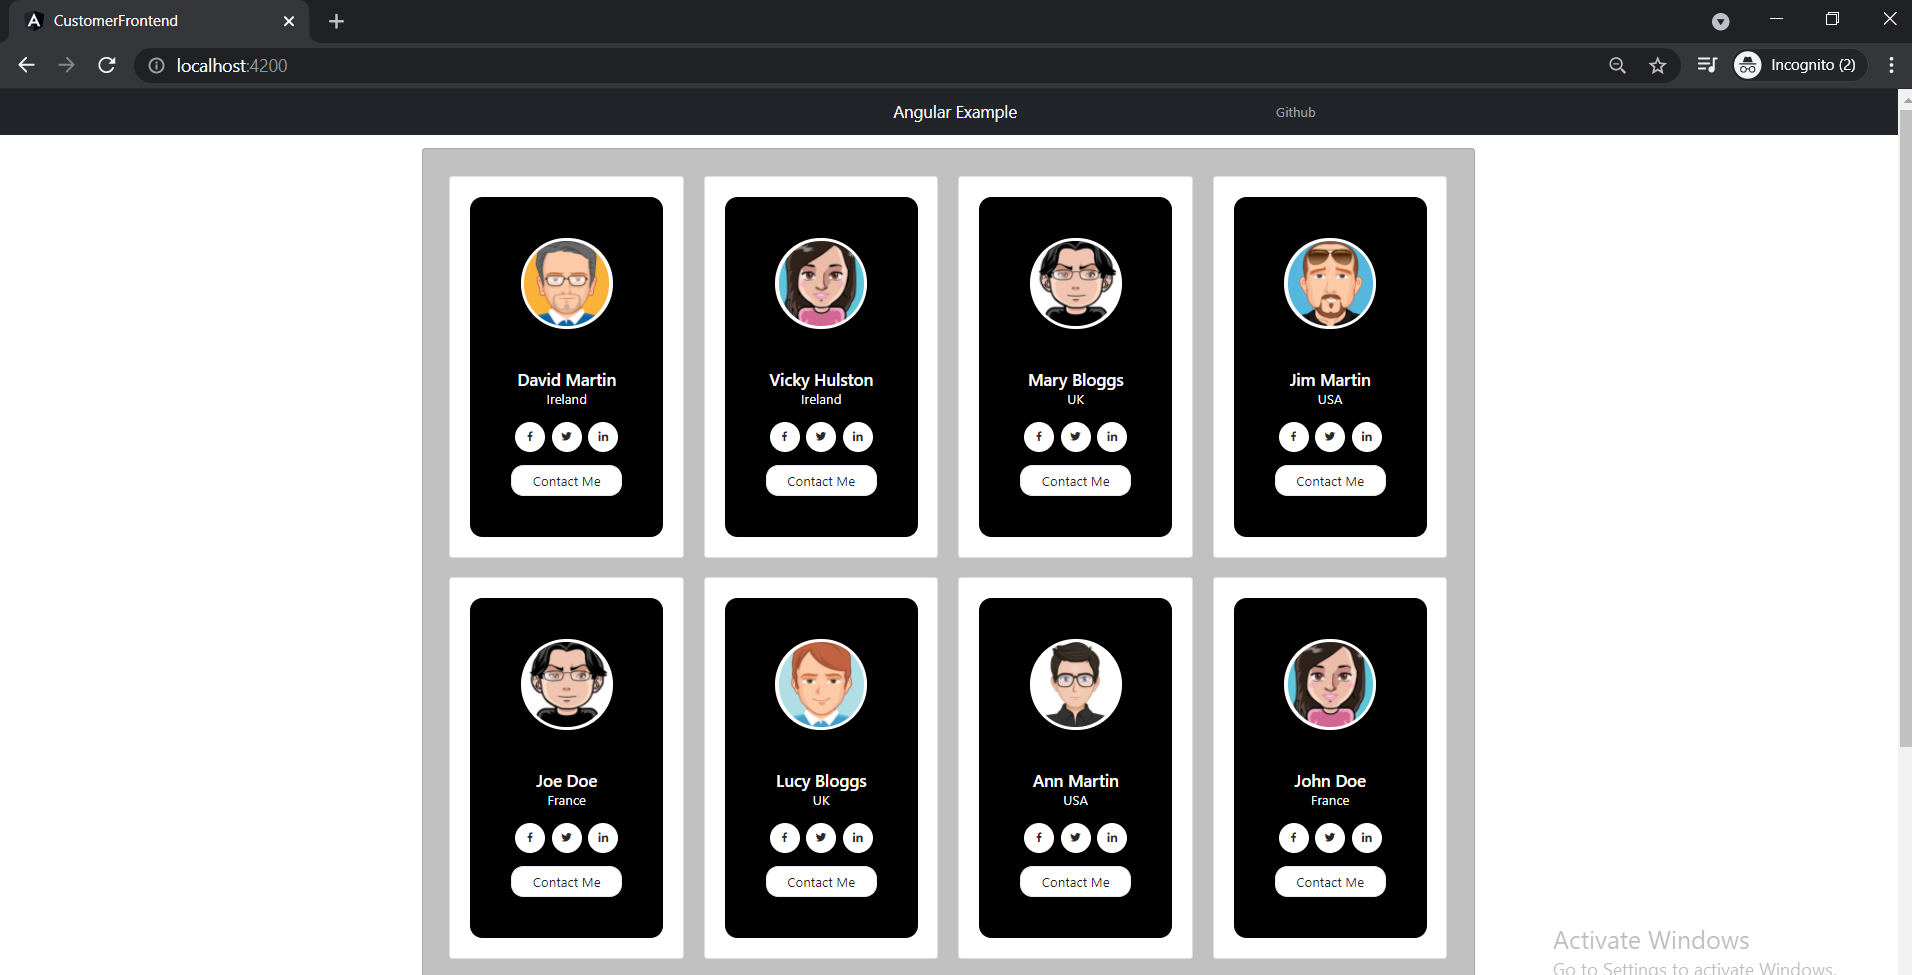 CustomerFrontend
localhost:4200
Incognito (2)
Angular Example Github
David Martin Vicky Hulston Mary Bloggs Jim Martin
Ireland Ireland UK USA
f in f in f in f in
Contact Me Contact Me Contact Me Contact Me
Joe Doe Lucy Bloggs Ann Martin John Doe
France UK USA France
f in f in f in f in
Contact Me Contact Me Contact Me Contact Me
Activate Windows
Go to Settings to activate Windows.